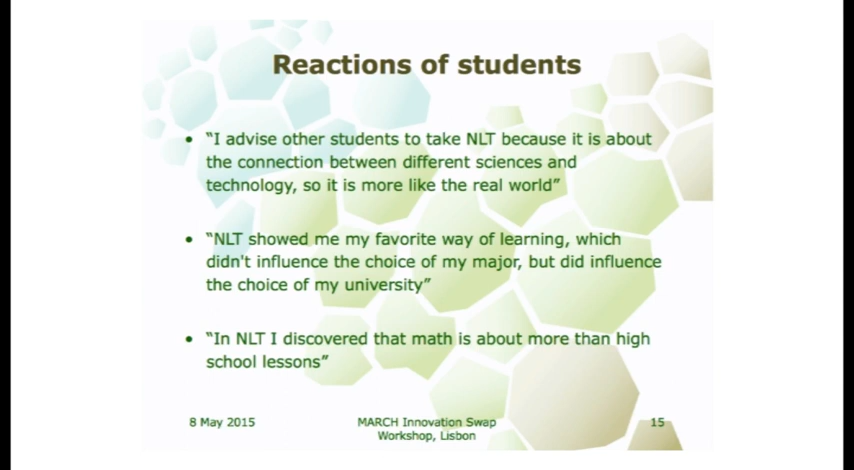 Reactions of students
• “I advise other students to take NLT because it is about
the connection between different sciences and
technology, so it is more like the real world”
• “NLT showed me my favorite way of learning, which
didn't influence the choice of my major, but did influence
the choice of my university”
• “In NLT I discovered that math is about more than high
school lessons”
8 May 2015
MARCH Innovation Swap
Workshop, Lisbon
15